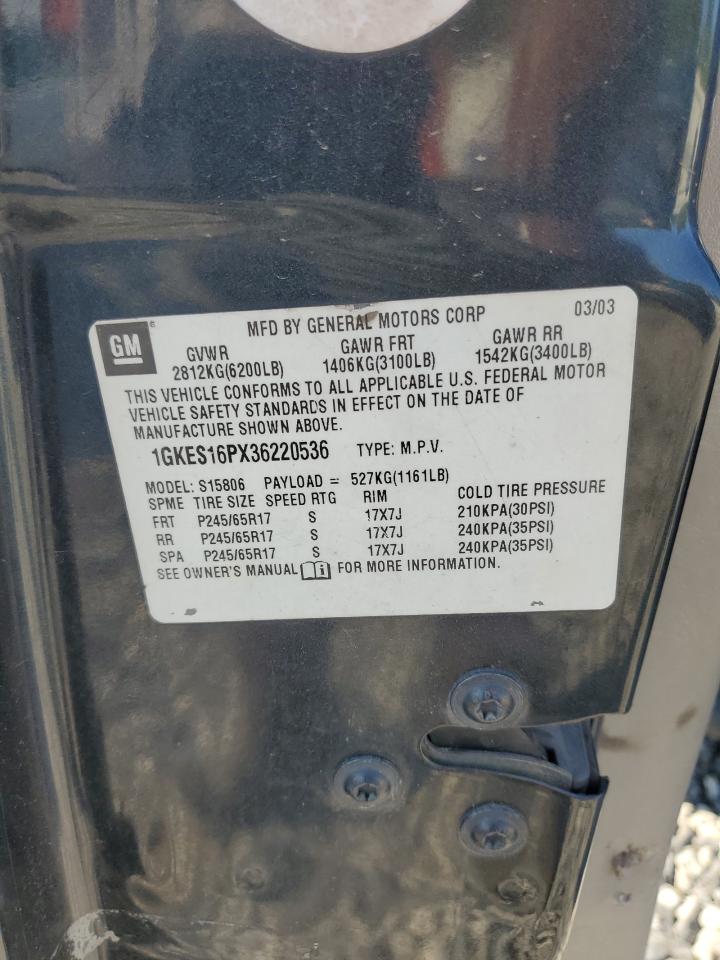 GM ® MFD BY GENERAL MOTORS CORP 03/03
GVWR GAWR FRT GAWR RR
2812KG(6200LB) 1406KG(3100LB) 1542KG(3400LB)
THIS VEHICLE CONFORMS TO ALL APPLICABLE U.S. FEDERAL MOTOR
VEHICLE SAFETY STANDARDS IN EFFECT ON THE DATE OF
MANUFACTURE SHOWN ABOVE.
1GKES16PX36220536 TYPE: M.P.V.
MODEL: S15806 PAYLOAD = 527KG(1161LB)
SPME TIRE SIZE SPEED RTG RIM COLD TIRE PRESSURE
FRT P245/65R17 S 17X7J 210KPA(30PSI)
RR P245/65R17 S 17X7J 240KPA(35PSI)
SPA P245/65R17 S 17X7J 240KPA(35PSI)
SEE OWNER'S MANUAL i FOR MORE INFORMATION.